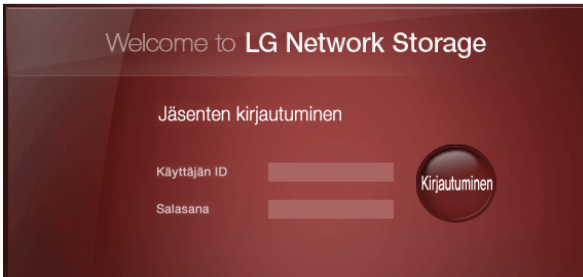 Welcome to LG Network Storage
Jäsenten kirjautuminen
Käyttäjän ID
Kirjautuminen
Salasana